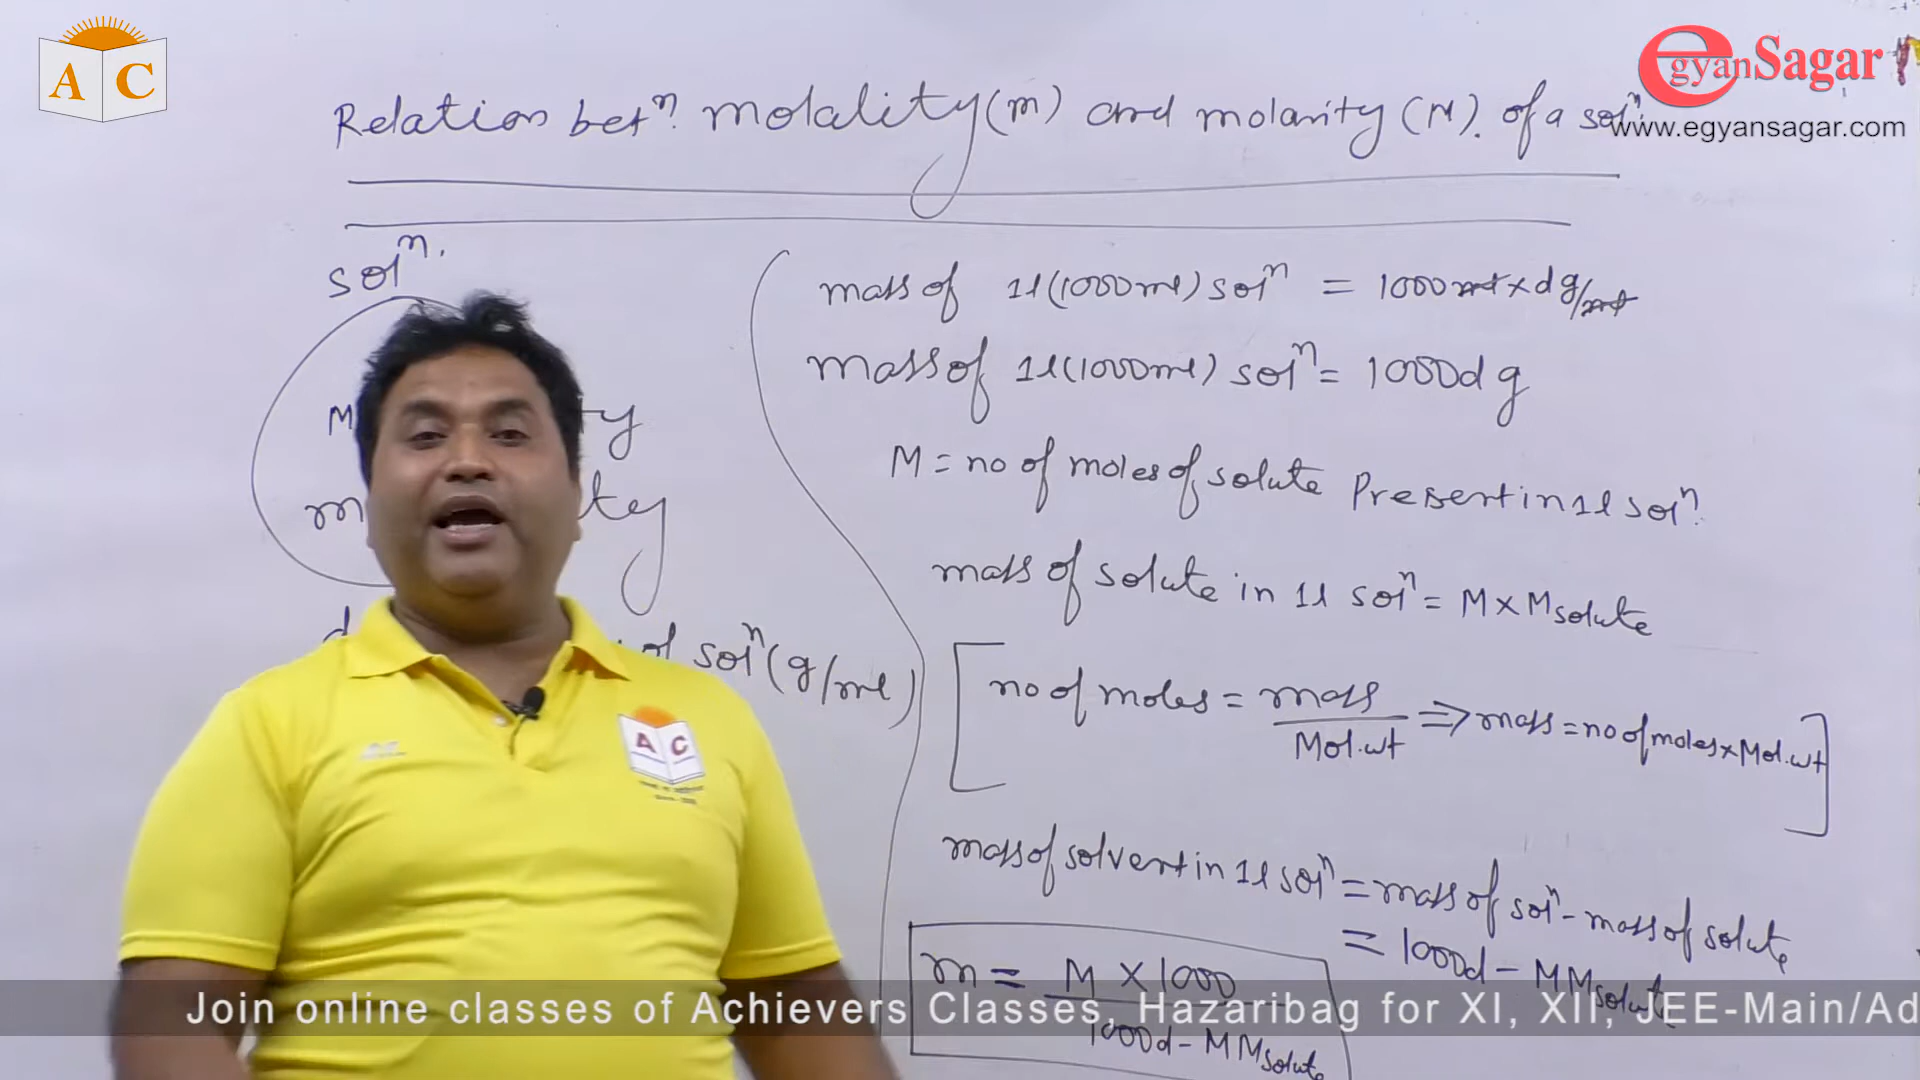 A C
egyanSagar
www.egyansagar.com
Relation betⁿ. molality (m) and molarity (M). of a solⁿ.
solⁿ.
d of solⁿ (g/ml)
mass of 1l (1000ml) solⁿ = 1000ml × d g/ml
mass of 1l (1000ml) solⁿ = 1000d g
M = no of moles of solute Present in 1l solⁿ.
mass of solute in 1l solⁿ = M × Msolute
[no of moles = mass / Mol.wt ⇒ mass = no of moles × Mol.wt]
mass of solvent in 1l solⁿ = mass of solⁿ - mass of solute
= 1000d - MMsolute
m = M × 1000 / 1000d - MMsolute
A C
Join online classes of Achievers Classes, Hazaribag for XI, XII, JEE-Main/Ad